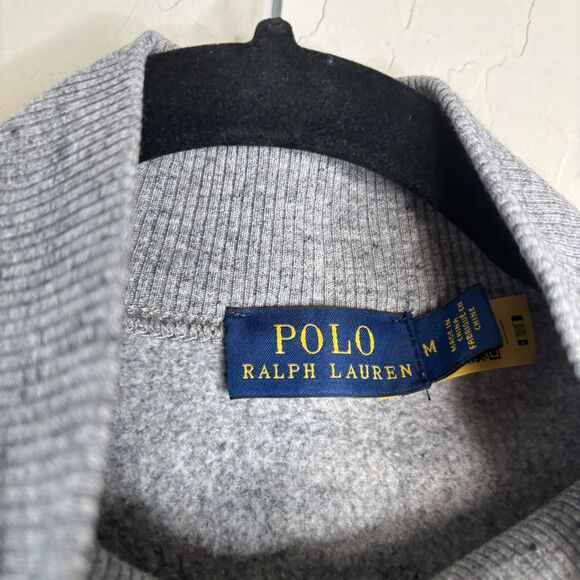 POLO
RALPH LAUREN
M
MADE IN
CHINA
FABRIQUÉ EN
CHINE